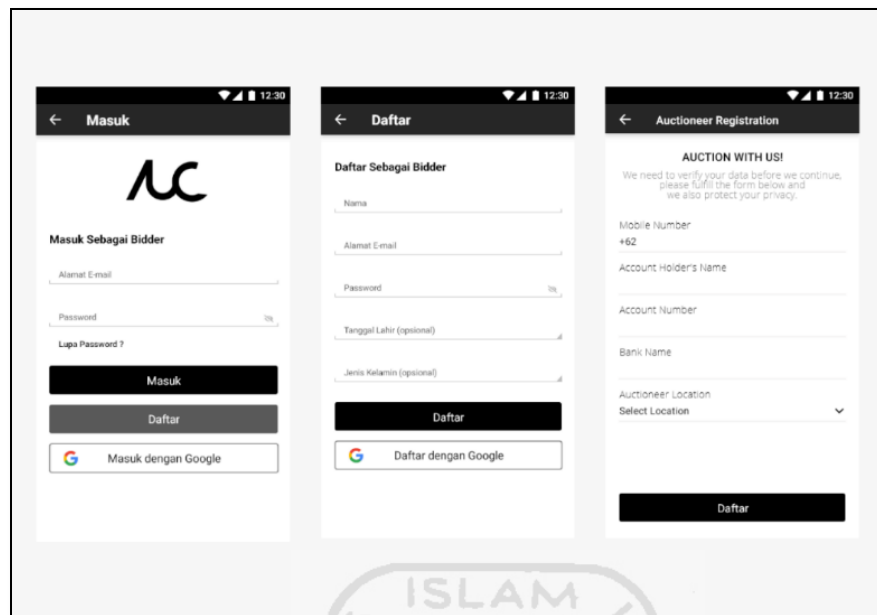 12:30
Masuk
AC
Masuk Sebagai Bidder
Alamat E-mail
Password
Lupa Password ?
Masuk
Daftar
Masuk dengan Google
12:30
Daftar
Daftar Sebagai Bidder
Nama
Alamat E-mail
Password
Tanggal Lahir (opsional)
Jenis Kelamin (opsional)
Daftar
Daftar dengan Google
12:30
Auctioneer Registration
AUCTION WITH US!
We need to verify your data before we continue,
please fulfill the form below and
we also protect your privacy.
Mobile Number
+62
Account Holder's Name
Account Number
Bank Name
Auctioneer Location
Select Location
Daftar
ISLAM